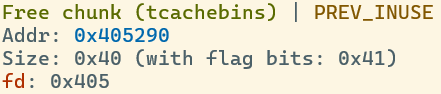 Free chunk (tcachebins) | PREV_INUSE
Addr: 0x405290
Size: 0x40 (with flag bits: 0x41)
fd: 0x405